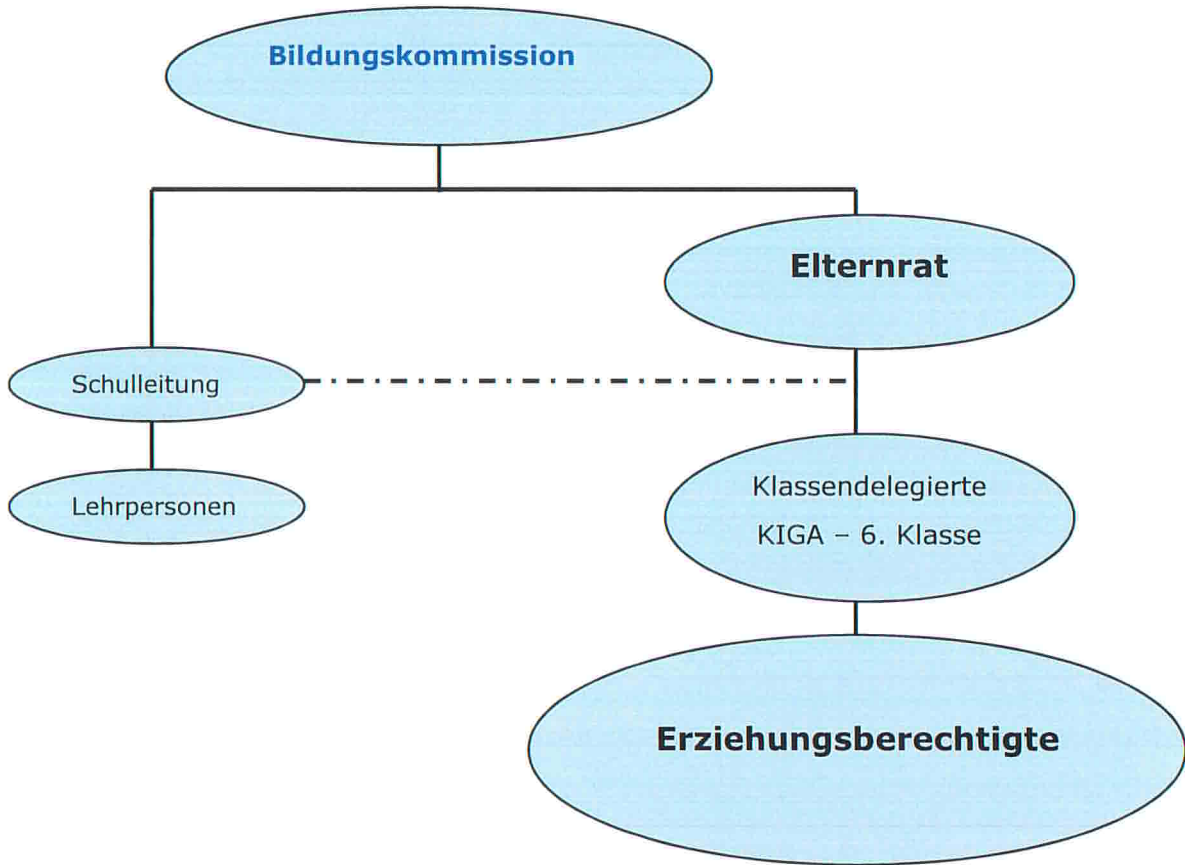 Bildungskommission
Elternrat
Schulleitung
Lehrpersonen
Klassendelegierte
KIGA – 6. Klasse
Erziehungsberechtigte